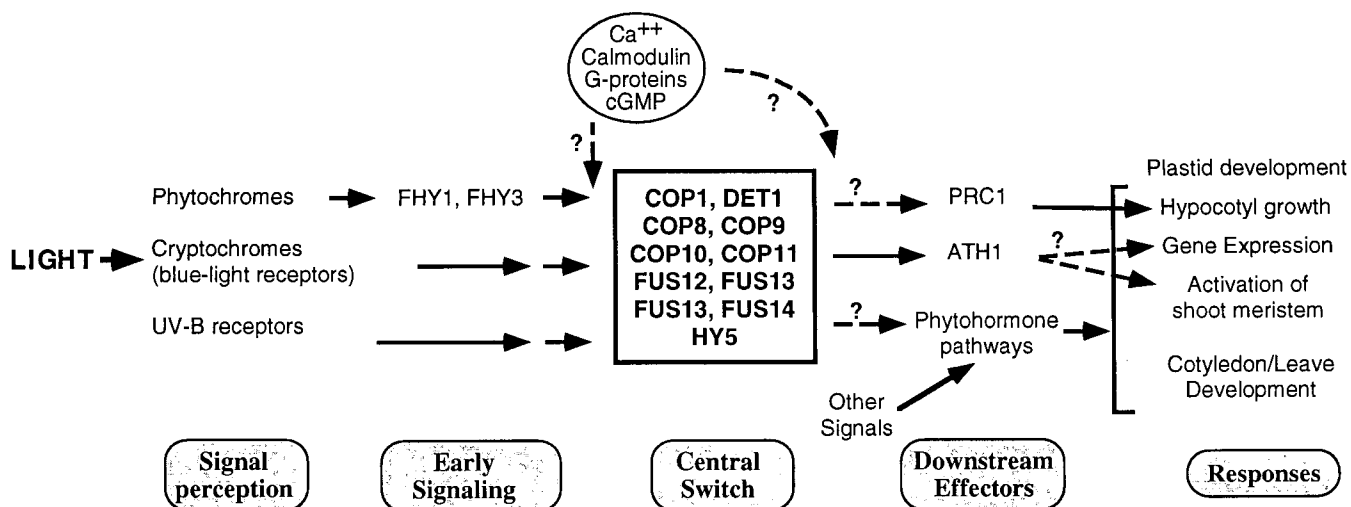 Ca++
Calmodulin
G-proteins
cGMP
?
?
LIGHT
Phytochromes
Cryptochromes
(blue-light receptors)
UV-B receptors
FHY1, FHY3
COP1, DET1
COP8, COP9
COP10, COP11
FUS12, FUS13
FUS13, FUS14
HY5
?
PRC1
ATH1
?
?
Phytohormone
pathways
Other
Signals
Plastid development
Hypocotyl growth
Gene Expression
Activation of
shoot meristem
Cotyledon/Leave
Development
Signal
perception
Early
Signaling
Central
Switch
Downstream
Effectors
Responses